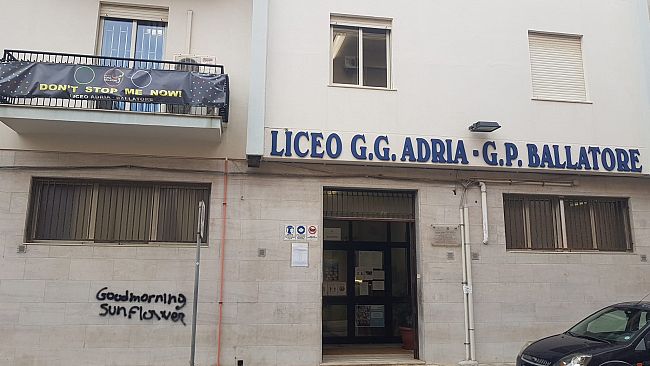 DON'T STOP ME NOW!
LICEO ADRIA BALLATORE
LICEO G.G. ADRIA - G.P. BALLATORE
Goodmorning
SunFlower